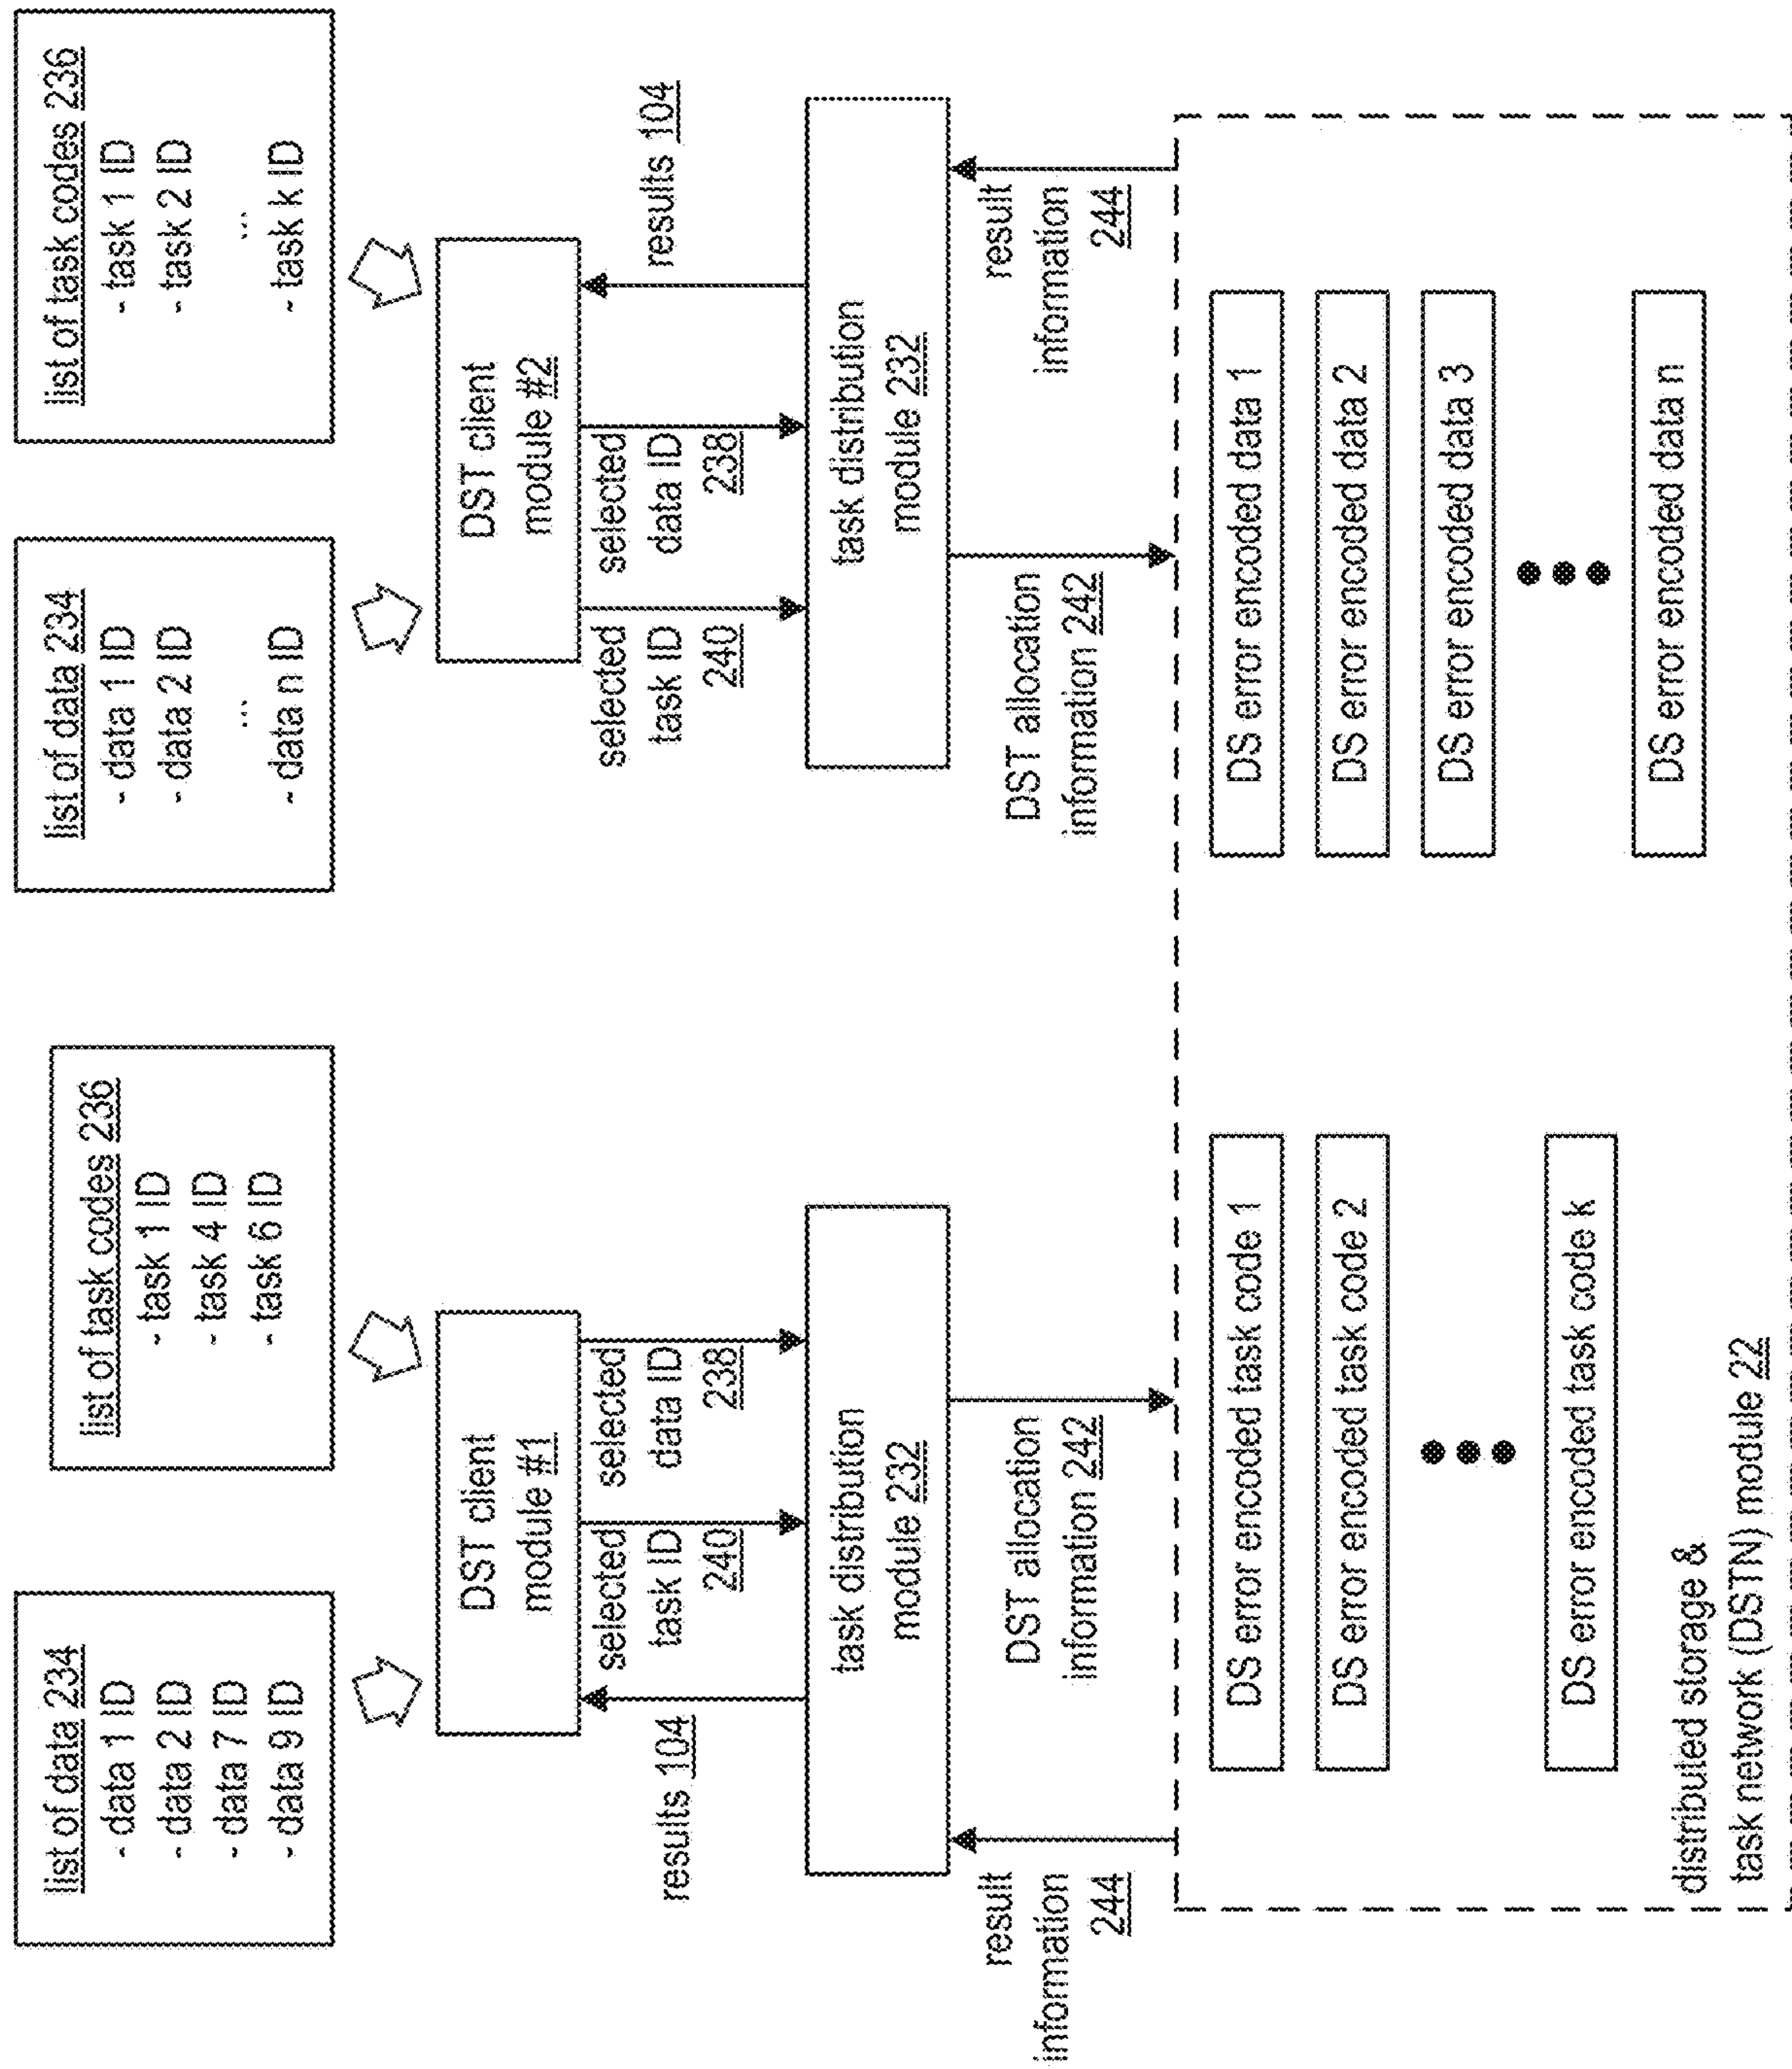 list of data 234
- data 1 ID
- data 2 ID
- data 7 ID
- data 9 ID
list of task codes 236
- task 1 ID
- task 4 ID
- task 6 ID
list of data 234
- data 1 ID
- data 2 ID
...
- data n ID
list of task codes 236
- task 1 ID
- task 2 ID
...
- task k ID
DST client
module #1
DST client
module #2
results 104
selected
task ID
240
selected
data ID
238
selected
task ID
240
selected
data ID
238
results 104
task distribution
module 232
task distribution
module 232
result
information
244
DST allocation
information 242
DST allocation
information 242
result
information
244
DS error encoded task code 1
DS error encoded task code 2
DS error encoded task code k
DS error encoded data 1
DS error encoded data 2
DS error encoded data 3
DS error encoded data n
distributed storage &
task network (DSTN) module 22